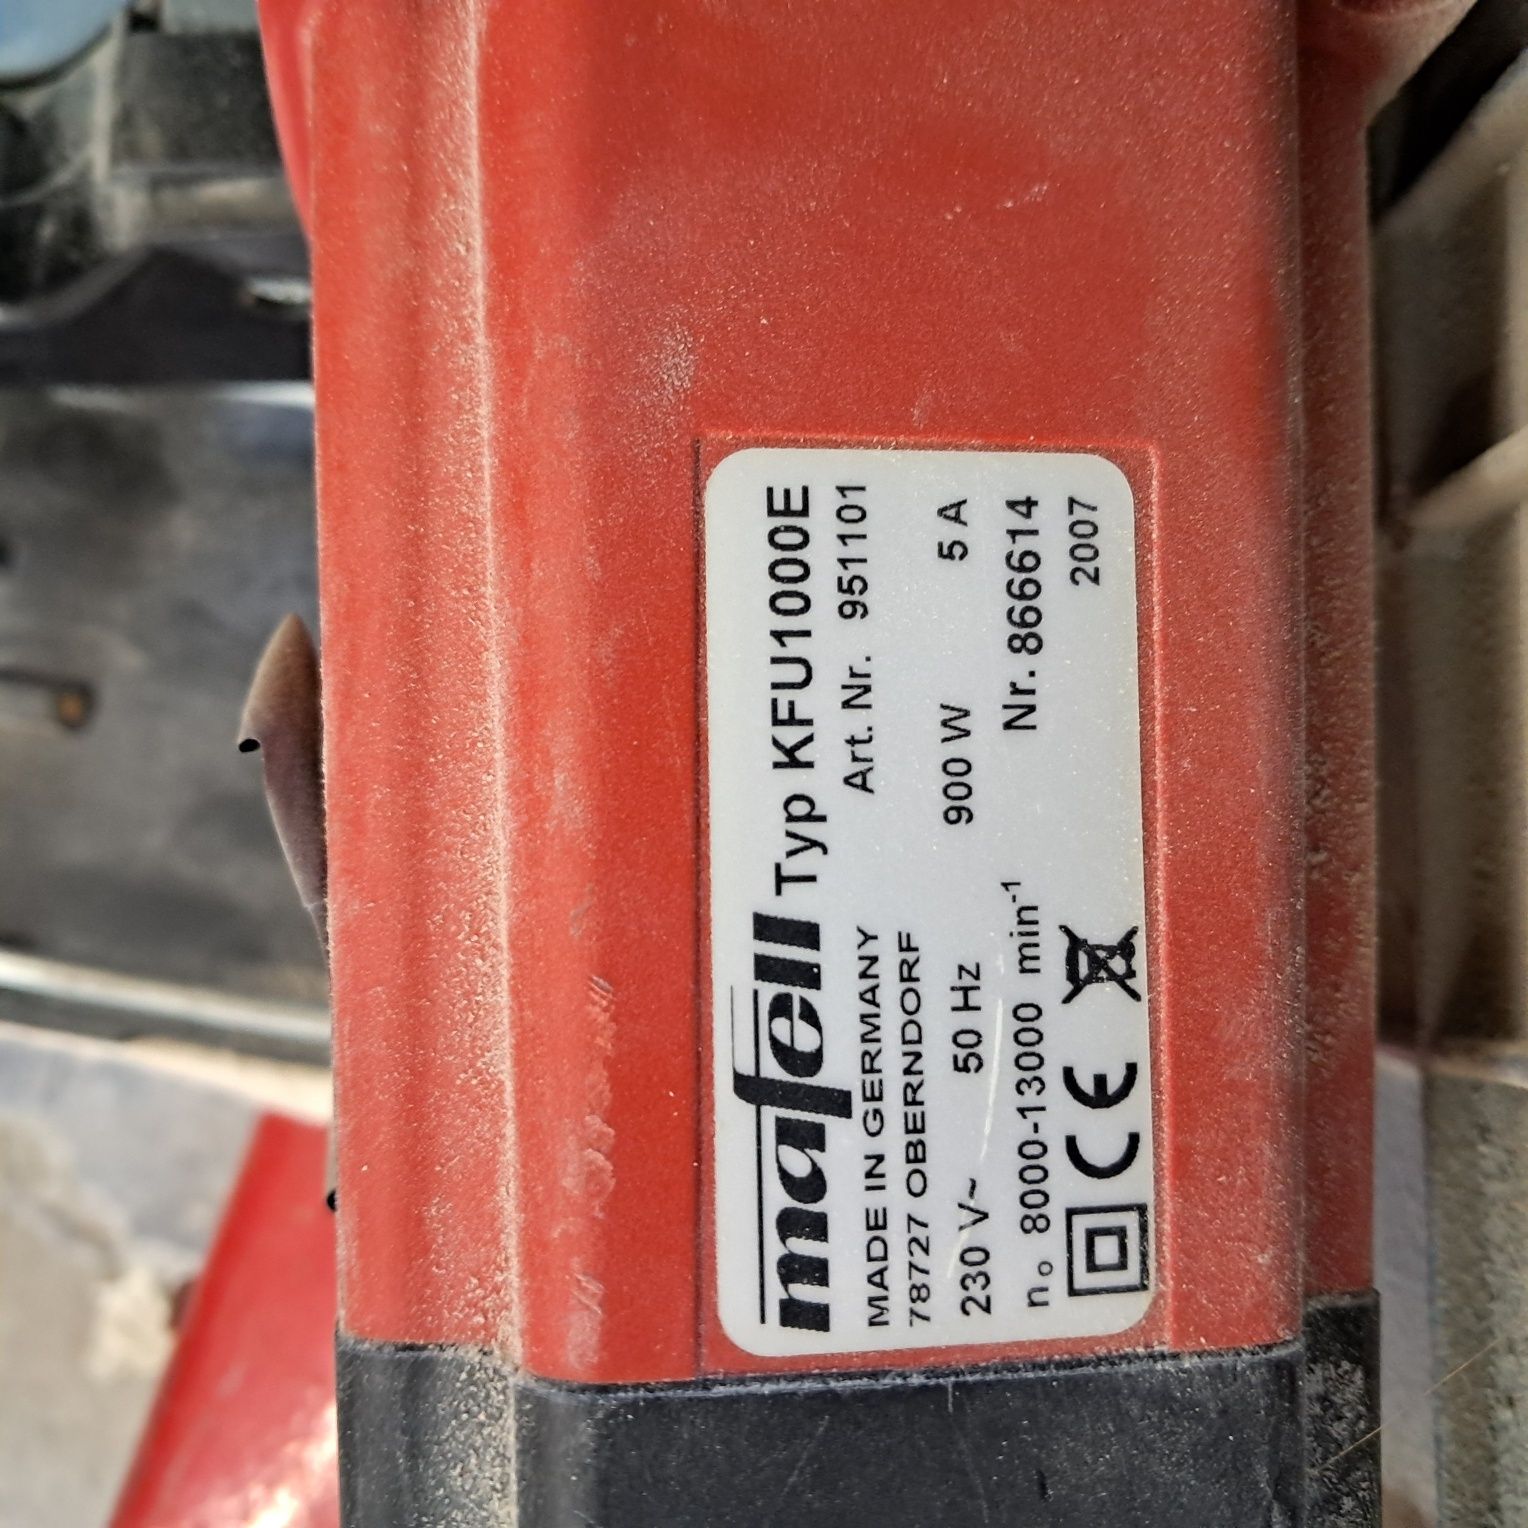 mafell Typ KFU1000E
MADE IN GERMANY Art. Nr. 951101
78727 OBERNDORF
230 V~ 50 Hz 900 W 5 A
n₀ 8000-13000 min⁻¹ Nr. 866614
CE 2007